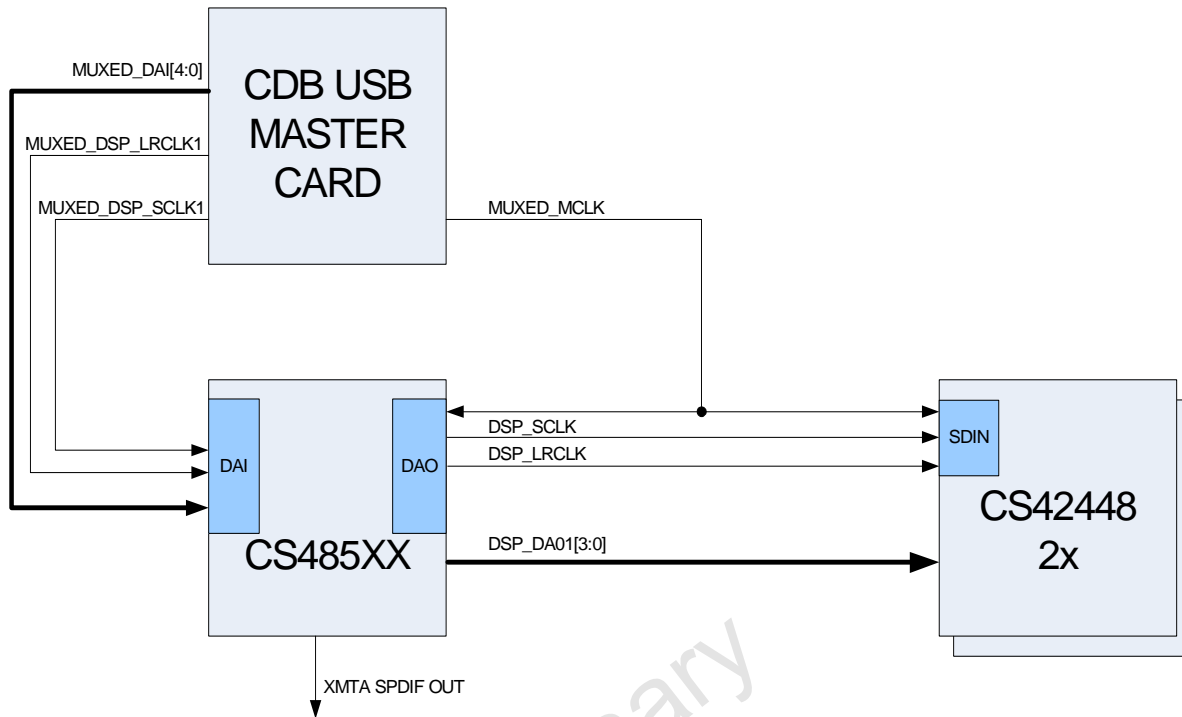 MUXED_DAI[4:0]
CDB USB
MASTER
CARD
MUXED_DSP_LRCLK1
MUXED_DSP_SCLK1
MUXED_MCLK
DSP_SCLK
SDIN
DAI
DAO
DSP_LRCLK
CS42448
2x
CS485XX
DSP_DA01[3:0]
XMTA SPDIF OUT